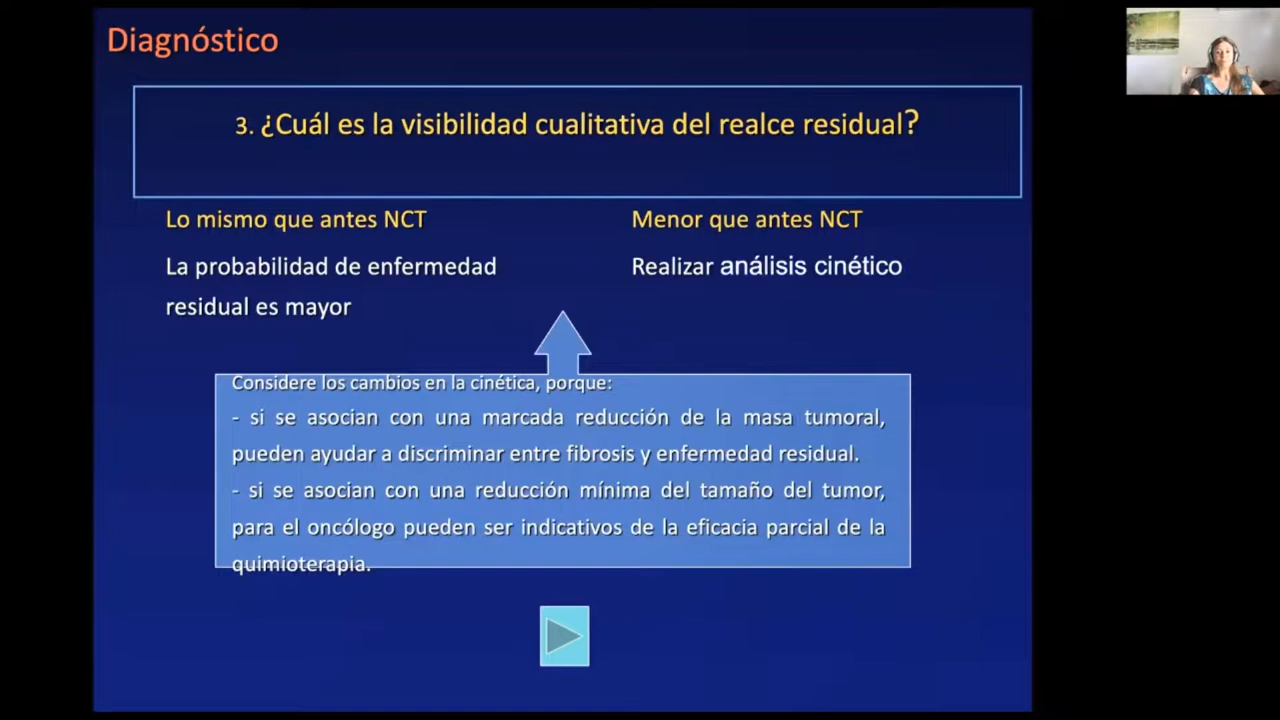 Diagnóstico
3. ¿Cuál es la visibilidad cualitativa del realce residual?
Lo mismo que antes NCT
La probabilidad de enfermedad
residual es mayor
Menor que antes NCT
Realizar análisis cinético
Considere los cambios en la cinética, porque:
- si se asocian con una marcada reducción de la masa tumoral,
pueden ayudar a discriminar entre fibrosis y enfermedad residual.
- si se asocian con una reducción mínima del tamaño del tumor,
para el oncólogo pueden ser indicativos de la eficacia parcial de la
quimioterapia.